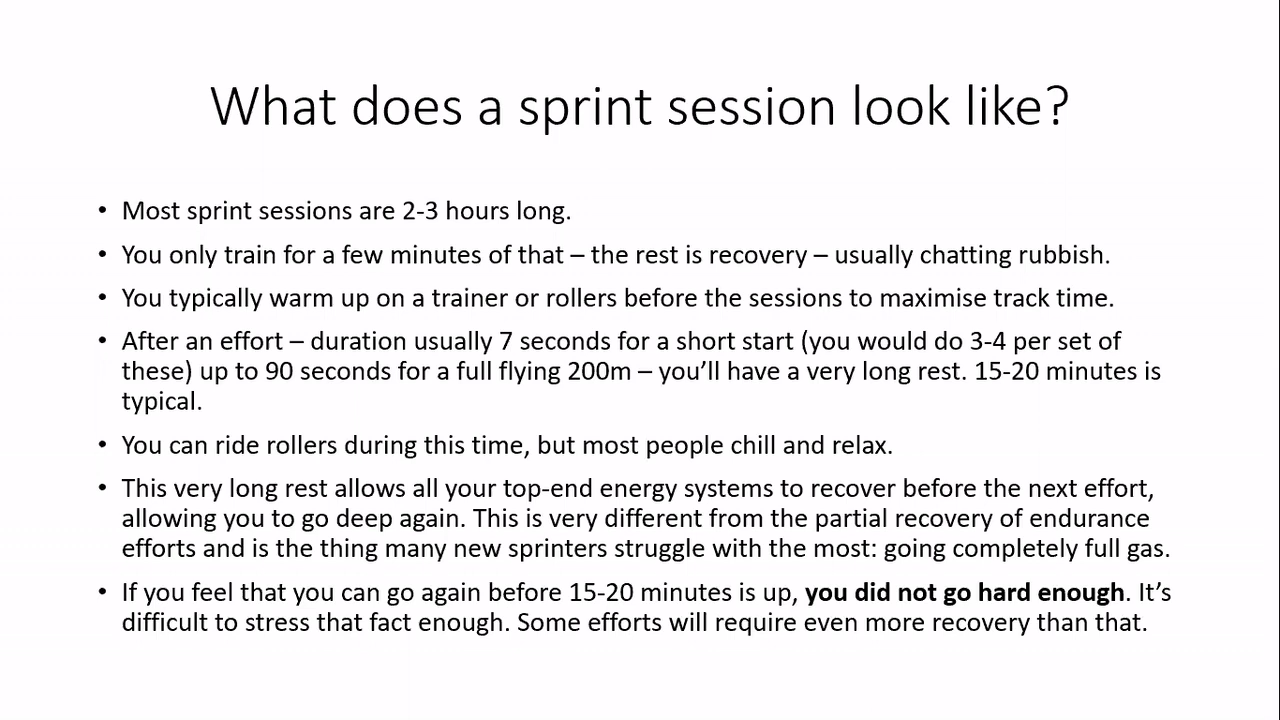 What does a sprint session look like?
• Most sprint sessions are 2-3 hours long.
• You only train for a few minutes of that – the rest is recovery – usually chatting rubbish.
• You typically warm up on a trainer or rollers before the sessions to maximise track time.
• After an effort – duration usually 7 seconds for a short start (you would do 3-4 per set of
these) up to 90 seconds for a full flying 200m – you’ll have a very long rest. 15-20 minutes is
typical.
• You can ride rollers during this time, but most people chill and relax.
• This very long rest allows all your top-end energy systems to recover before the next effort,
allowing you to go deep again. This is very different from the partial recovery of endurance
efforts and is the thing many new sprinters struggle with the most: going completely full gas.
• If you feel that you can go again before 15-20 minutes is up, you did not go hard enough. It’s
difficult to stress that fact enough. Some efforts will require even more recovery than that.